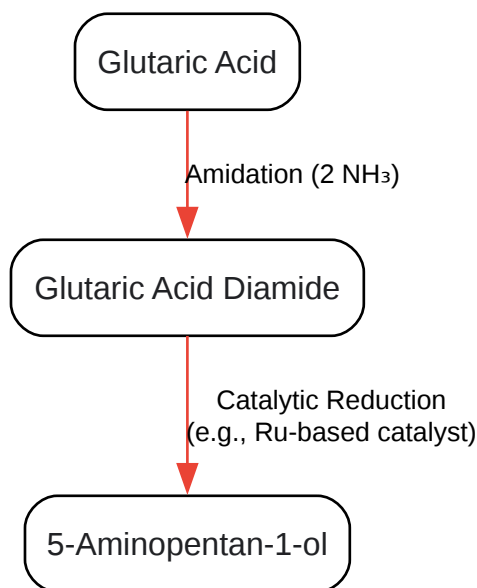 Glutaric Acid
Amidation (2 NH₃)
Glutaric Acid Diamide
Catalytic Reduction
(e.g., Ru-based catalyst)
5-Aminopentan-1-ol